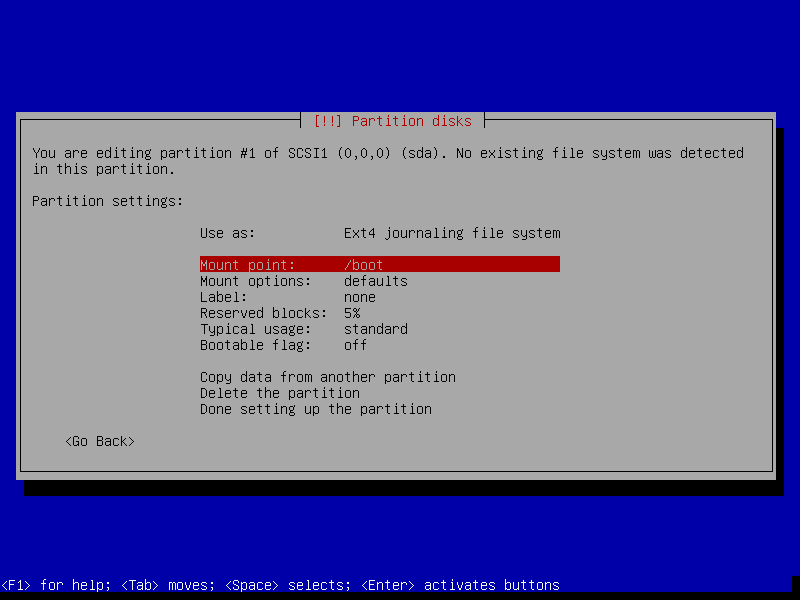 [!!] Partition disks
You are editing partition #1 of SCSI1 (0,0,0) (sda). No existing file system was detected
in this partition.
Partition settings:
Use as: Ext4 journaling file system
Mount point: /boot
Mount options: defaults
Label: none
Reserved blocks: 5%
Typical usage: standard
Bootable flag: off
Copy data from another partition
Delete the partition
Done setting up the partition
<Go Back>
<F1> for help; <Tab> moves; <Space> selects; <Enter> activates buttons